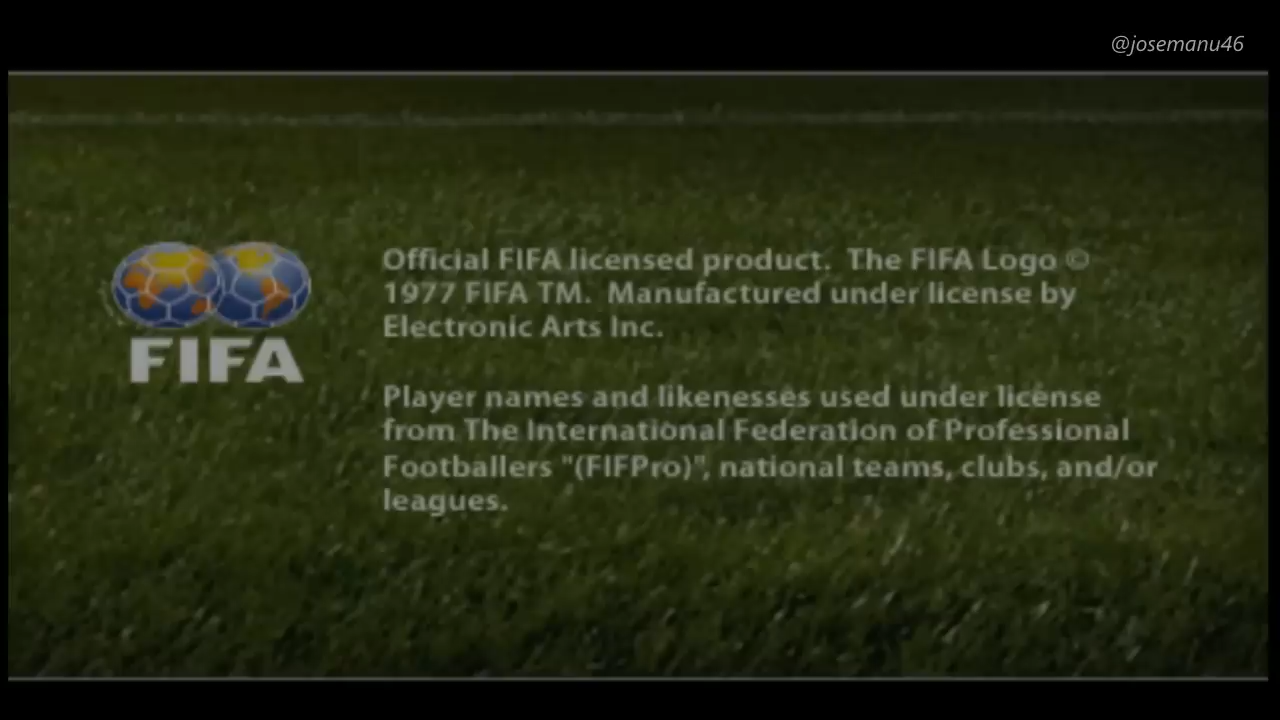 @josemanu46
Official FIFA licensed product. The FIFA Logo ©
1977 FIFA TM. Manufactured under license by
Electronic Arts Inc.
FIFA
Player names and likenesses used under license
from The International Federation of Professional
Footballers "(FIFPro)", national teams, clubs, and/or
leagues.